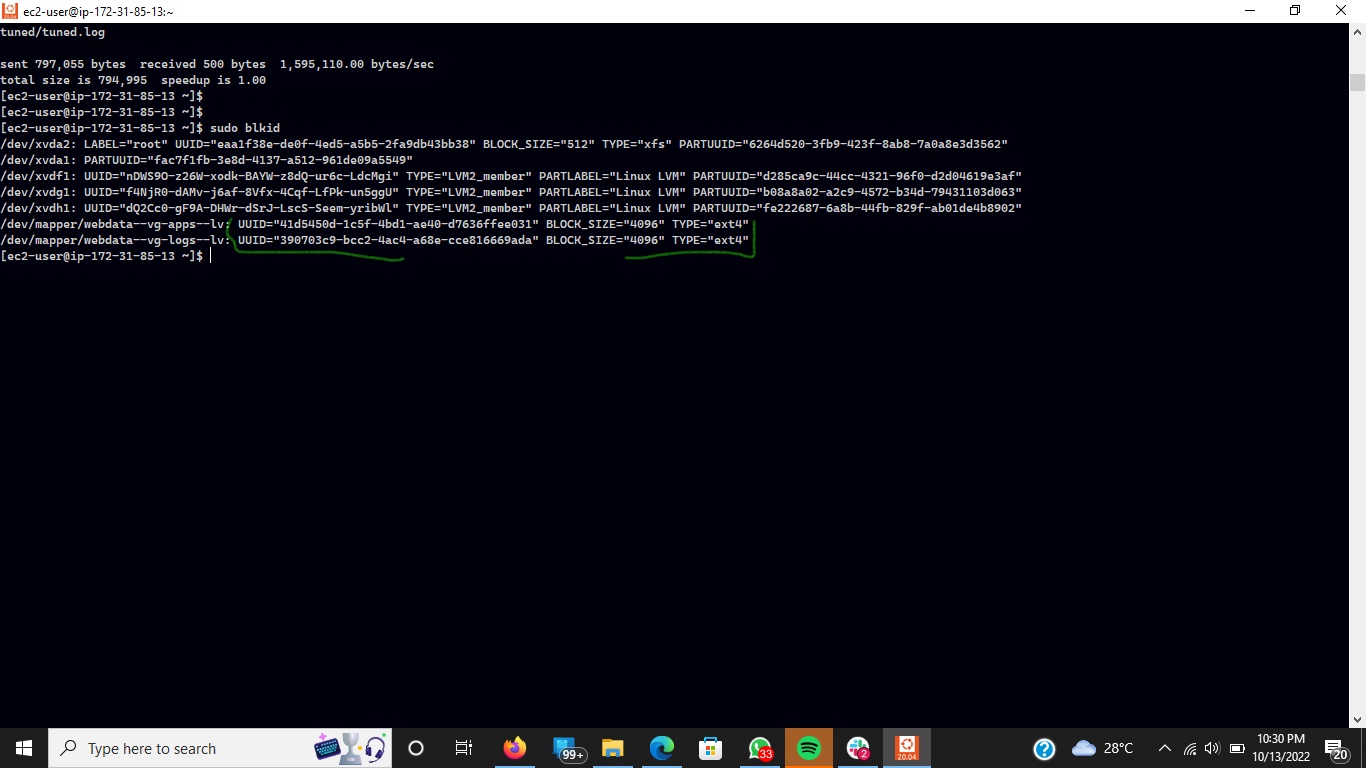 ec2-user@ip-172-31-85-13:~
tuned/tuned.log
sent 797,055 bytes  received 500 bytes  1,595,110.00 bytes/sec
total size is 794,995  speedup is 1.00
[ec2-user@ip-172-31-85-13 ~]$
[ec2-user@ip-172-31-85-13 ~]$
[ec2-user@ip-172-31-85-13 ~]$ sudo blkid
/dev/xvda2: LABEL="root" UUID="eaa1f38e-de0f-4ed5-a5b5-2fa9db43bb38" BLOCK_SIZE="512" TYPE="xfs" PARTUUID="6264d520-3fb9-423f-8ab8-7a0a8e3d3562"
/dev/xvda1: PARTUUID="fac7f1fb-3e8d-4137-a512-961de09a5549"
/dev/xvdf1: UUID="nDWS9O-z26W-xodk-BAYW-z8dQ-ur6c-LdcMgi" TYPE="LVM2_member" PARTLABEL="Linux LVM" PARTUUID="d285ca9c-44cc-4321-96f0-d2d04619e3af"
/dev/xvdg1: UUID="f4NjR0-dAMv-j6af-8Vfx-4Cqf-LfPk-un5ggU" TYPE="LVM2_member" PARTLABEL="Linux LVM" PARTUUID="b08a8a02-a2c9-4572-b34d-79431103d063"
/dev/xvdh1: UUID="dQ2Cc0-gF9A-DHWr-dSrJ-LscS-Seem-yribWl" TYPE="LVM2_member" PARTLABEL="Linux LVM" PARTUUID="fe222687-6a8b-44fb-829f-ab01de4b8902"
/dev/mapper/webdata--vg-apps--lv: UUID="41d5450d-1c5f-4bd1-ae40-d7636ffee031" BLOCK_SIZE="4096" TYPE="ext4"
/dev/mapper/webdata--vg-logs--lv: UUID="390703c9-bcc2-4ac4-a68e-cce816669ada" BLOCK_SIZE="4096" TYPE="ext4"
[ec2-user@ip-172-31-85-13 ~]$
Type here to search
99+
33
2
20.04
28°C
10:30 PM
10/13/2022
20